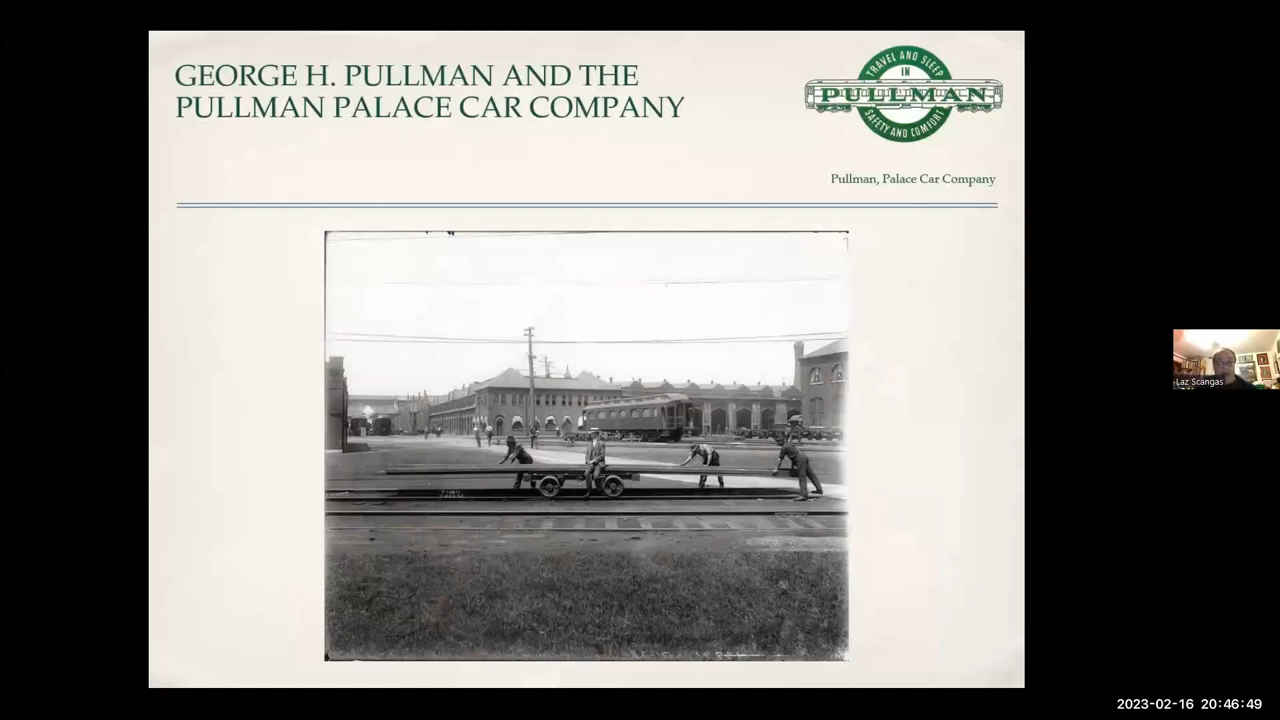 GEORGE H. PULLMAN AND THE
PULLMAN PALACE CAR COMPANY
TRAVEL AND SLEEP
IN
PULLMAN
SAFETY AND COMFORT
Pullman, Palace Car Company
Laz Scangas
2023-02-16 20:46:49